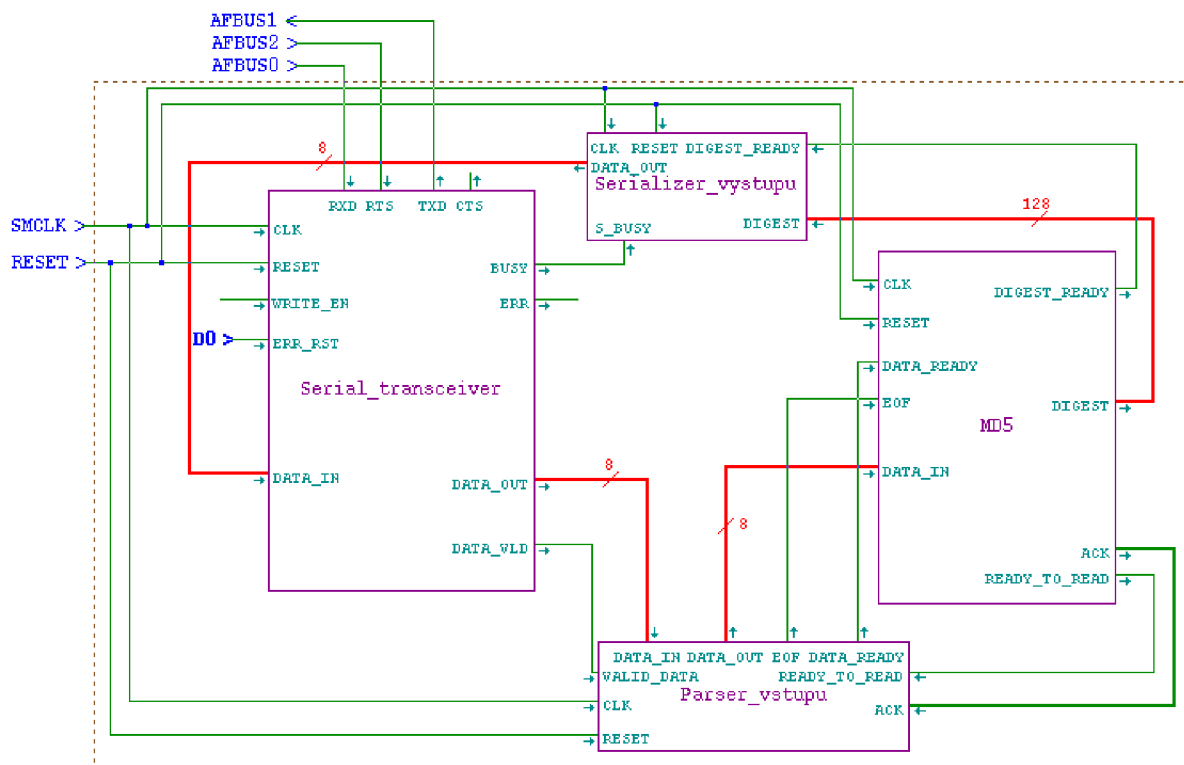 AFBUS1
AFBUS2
AFBUS0
CLK RESET DIGEST_READY
8
DATA_OUT
Serializer_vystupu
128
RXD RTS TXD CTS
SMCLK
CLK
S_BUSY
DIGEST
RESET
RESET
BUSY
CLK
DIGEST_READY
WRITE_EN
ERR
RESET
D0
ERR_RST
DATA_READY
Serial_transceiver
EOF
DIGEST
MD5
8
DATA_IN
DATA_IN
DATA_OUT
8
DATA_VLD
ACK
READY_TO_READ
DATA_IN DATA_OUT EOF DATA_READY
VALID_DATA
READY_TO_READ
Parser_vstupu
CLK
ACK
RESET